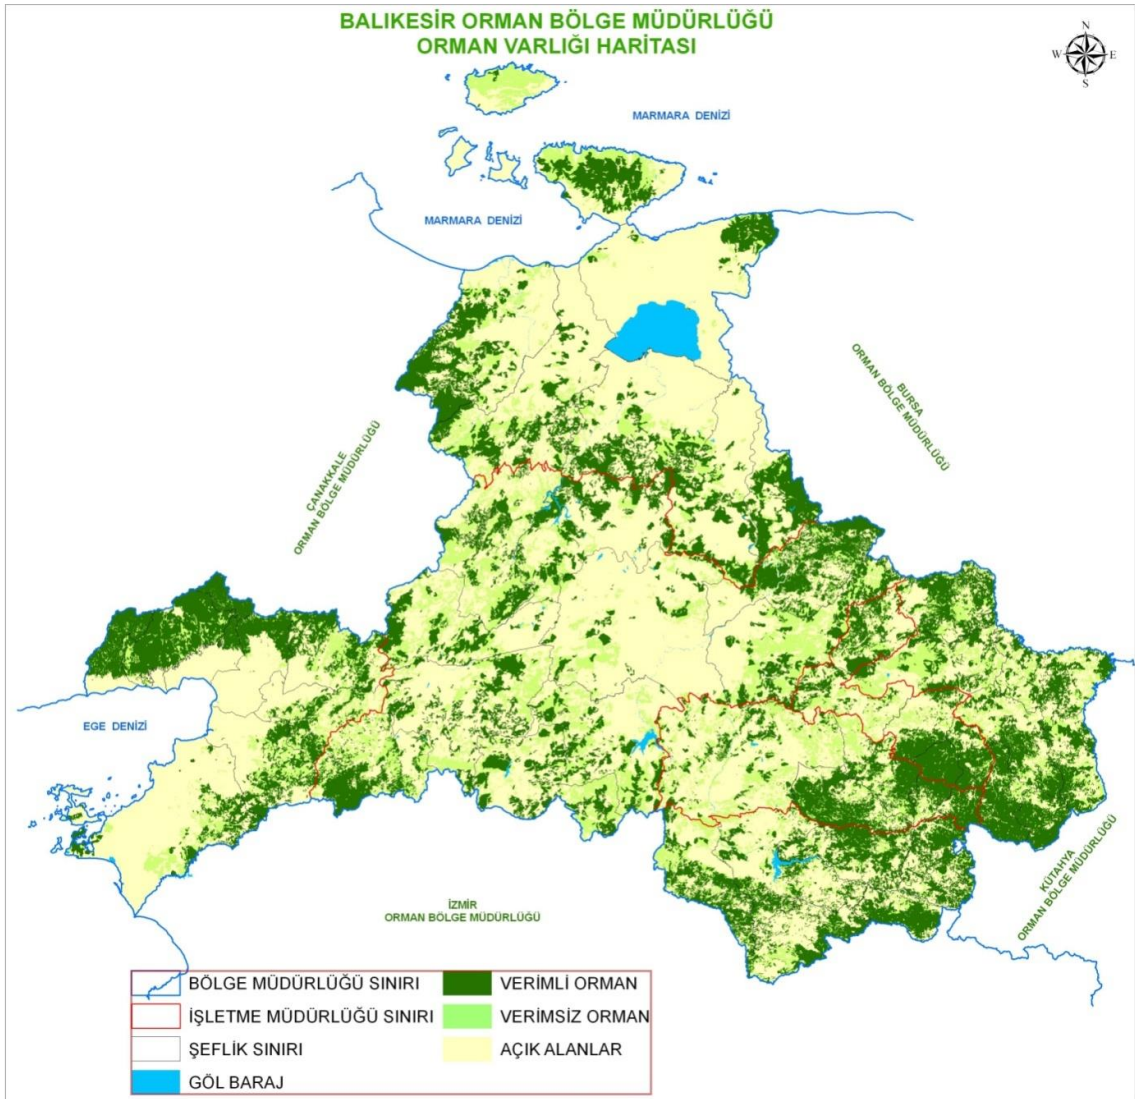 BALIKESİR ORMAN BÖLGE MÜDÜRLÜĞÜ
ORMAN VARLIĞI HARİTASI
N
W E
S
MARMARA DENİZİ
MARMARA DENİZİ
BURSA
ORMAN BÖLGE MÜDÜRLÜĞÜ
ÇANAKKALE
ORMAN BÖLGE MÜDÜRLÜĞÜ
EGE DENİZİ
KÜTAHYA
ORMAN BÖLGE MÜDÜRLÜĞÜ
İZMİR
ORMAN BÖLGE MÜDÜRLÜĞÜ
BÖLGE MÜDÜRLÜĞÜ SINIRI
İŞLETME MÜDÜRLÜĞÜ SINIRI
ŞEFLİK SINIRI
GÖL BARAJ
VERİMLİ ORMAN
VERİMSİZ ORMAN
AÇIK ALANLAR